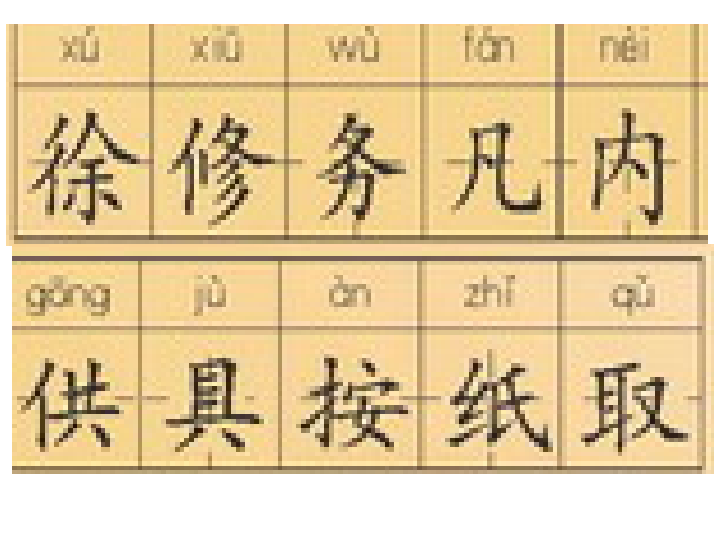 xú xiū wù fán nèi
徐 修 务 凡 内
gōng jù àn zhǐ qǔ
供 具 按 纸 取